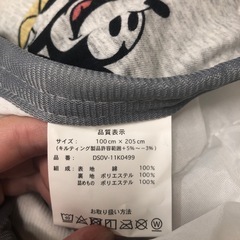 品質表示
サイズ： 100cm×205cm
(キルティング製品許容範囲＋5%〜−3%)
品番： DSDV-11K0499
組成： 表地 綿 100%
裏地 ポリエステル 100%
詰めもの ポリエステル 100%
お取り扱い方法